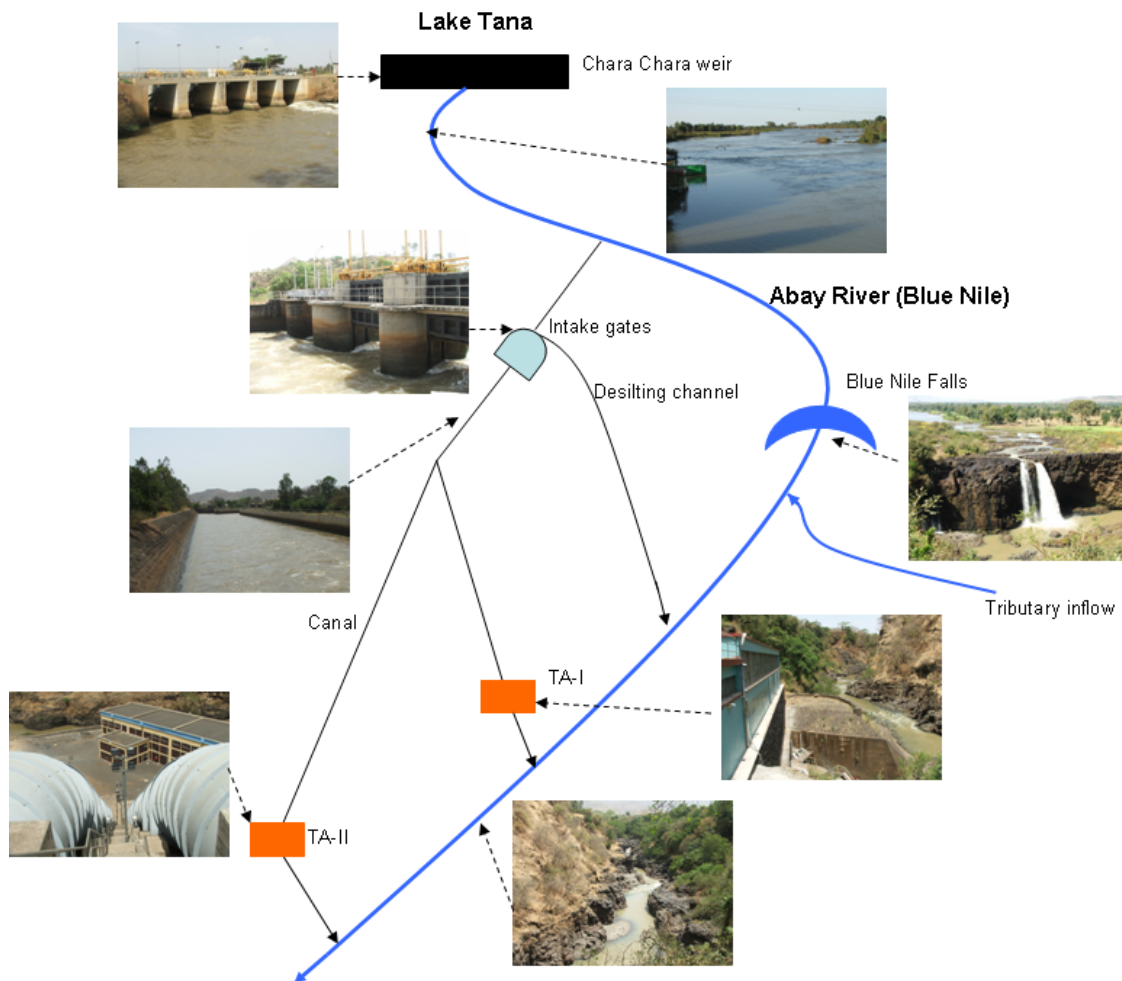 Lake Tana
Chara Chara weir
Abay River (Blue Nile)
Intake gates
Blue Nile Falls
Desilting channel
Tributary inflow
Canal
TA-I
TA-II